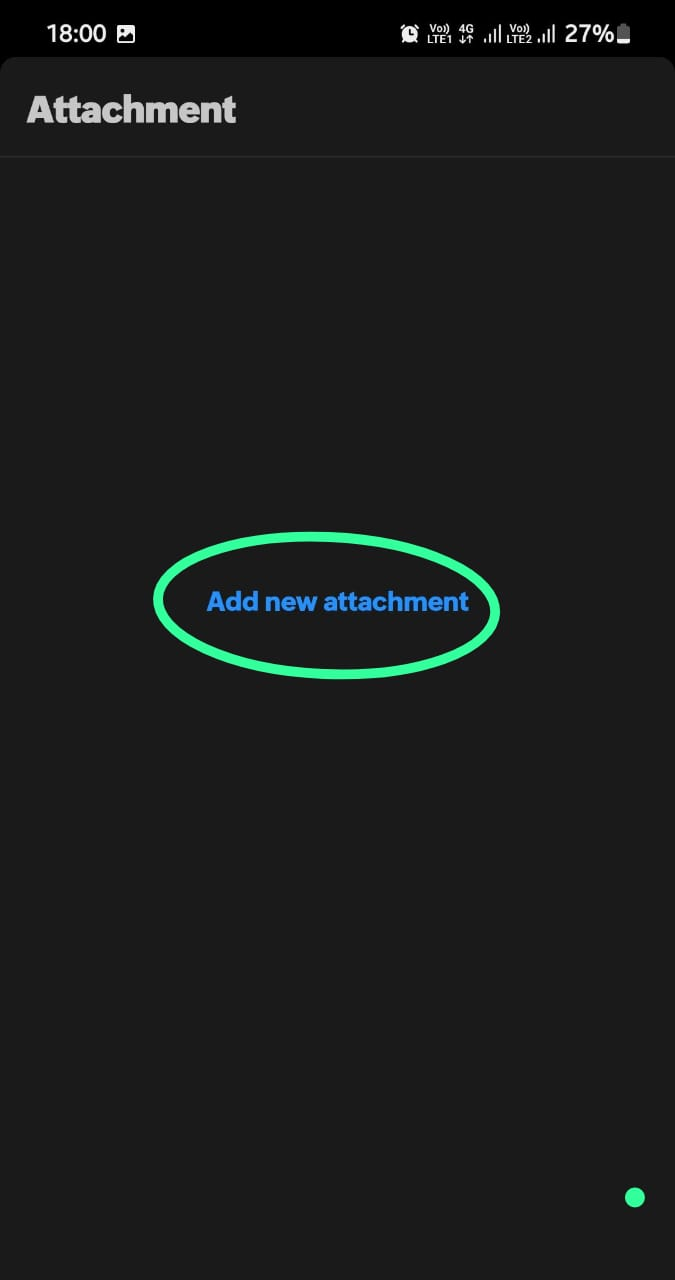 18:00 Vo)) LTE1 4G Vo)) LTE2 27%
Attachment
Add new attachment